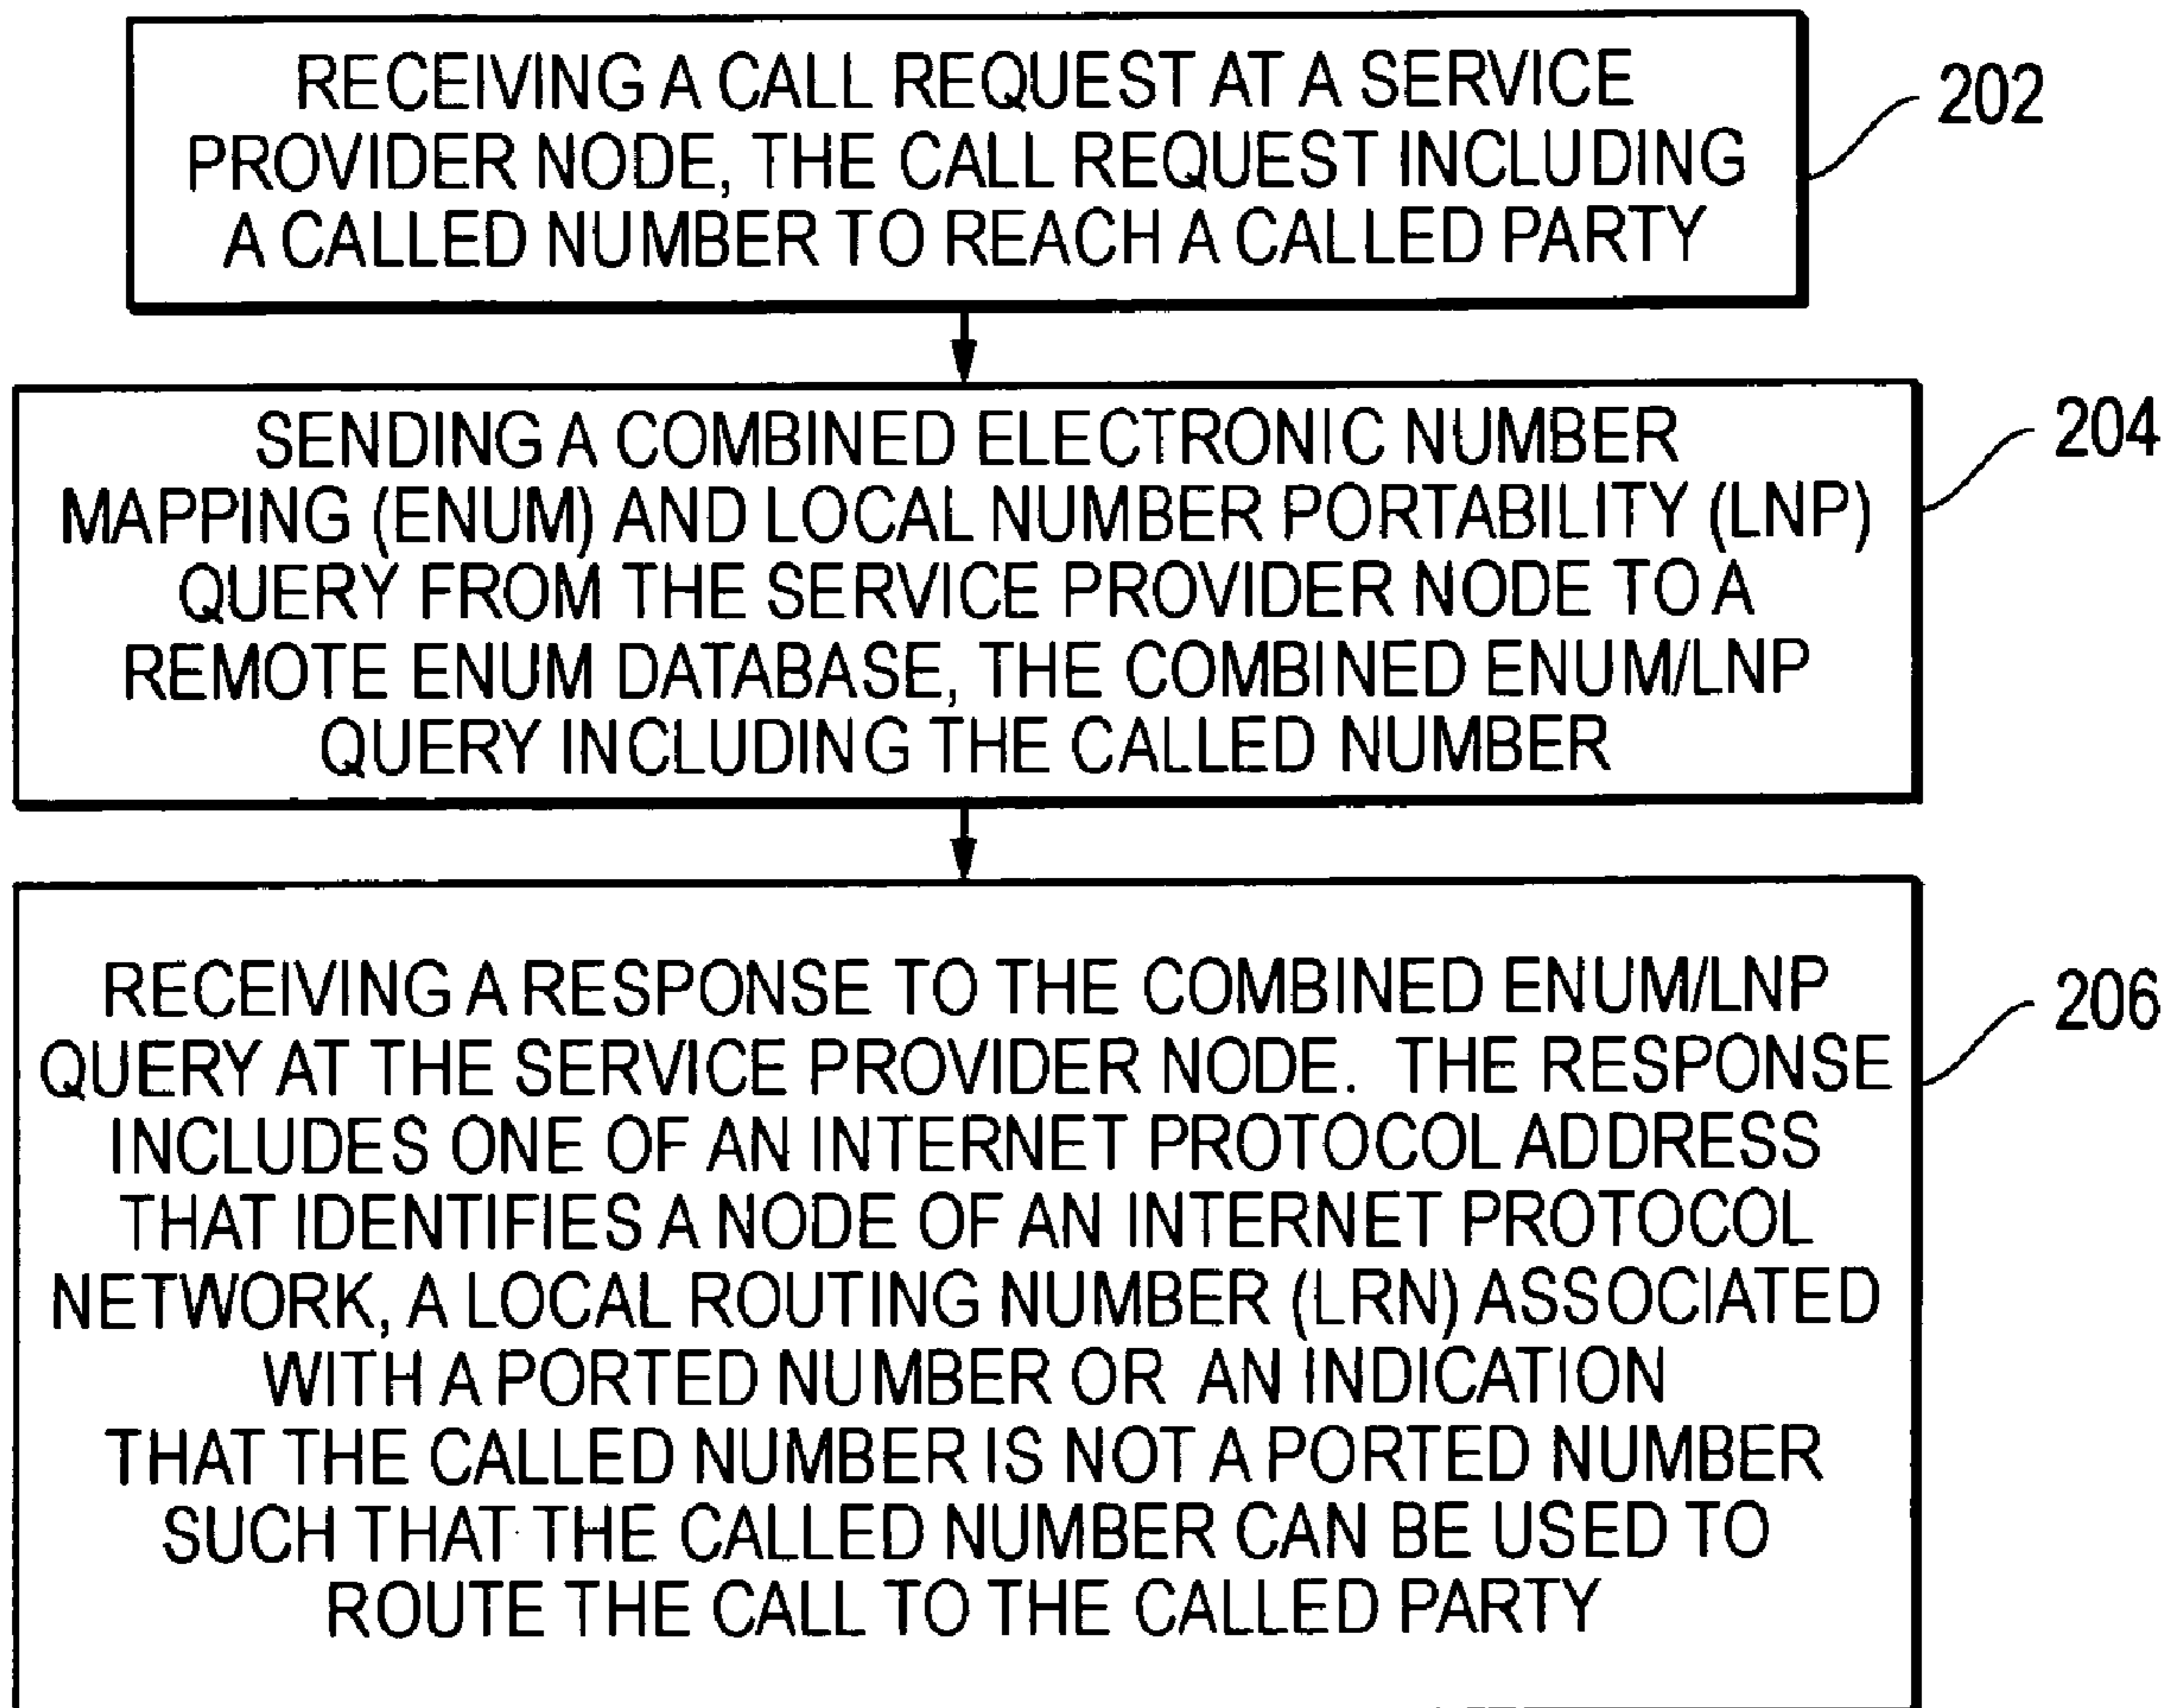 RECEIVING A CALL REQUEST AT A SERVICE
PROVIDER NODE, THE CALL REQUEST INCLUDING
A CALLED NUMBER TO REACH A CALLED PARTY
202
SENDING A COMBINED ELECTRONIC NUMBER
MAPPING (ENUM) AND LOCAL NUMBER PORTABILITY (LNP)
QUERY FROM THE SERVICE PROVIDER NODE TO A
REMOTE ENUM DATABASE, THE COMBINED ENUM/LNP
QUERY INCLUDING THE CALLED NUMBER
204
RECEIVING A RESPONSE TO THE COMBINED ENUM/LNP
QUERY AT THE SERVICE PROVIDER NODE. THE RESPONSE
INCLUDES ONE OF AN INTERNET PROTOCOL ADDRESS
THAT IDENTIFIES A NODE OF AN INTERNET PROTOCOL
NETWORK, A LOCAL ROUTING NUMBER (LRN) ASSOCIATED
WITH A PORTED NUMBER OR AN INDICATION
THAT THE CALLED NUMBER IS NOT A PORTED NUMBER
SUCH THAT THE CALLED NUMBER CAN BE USED TO
ROUTE THE CALL TO THE CALLED PARTY
206